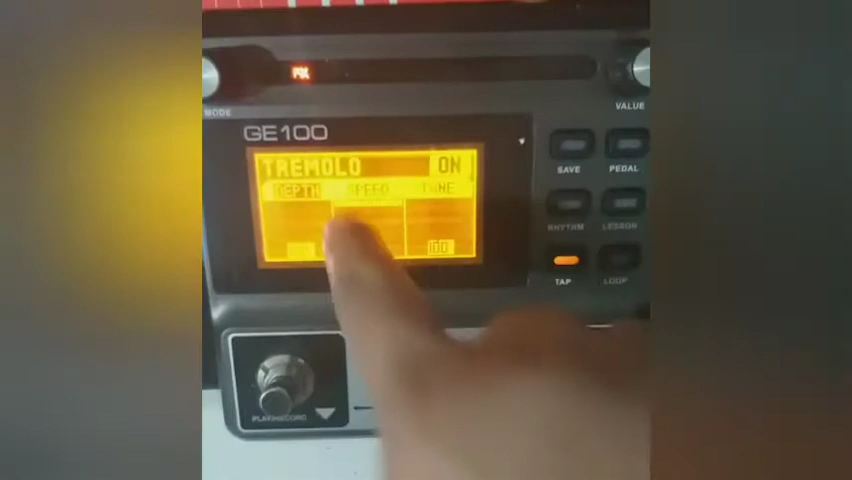 FX
MODE
VALUE
GE100
TREMOLO ON
DEPTH SPEED TONE
100
SAVE PEDAL
RHYTHM LESSON
TAP LOOP
PLAY/RECORD